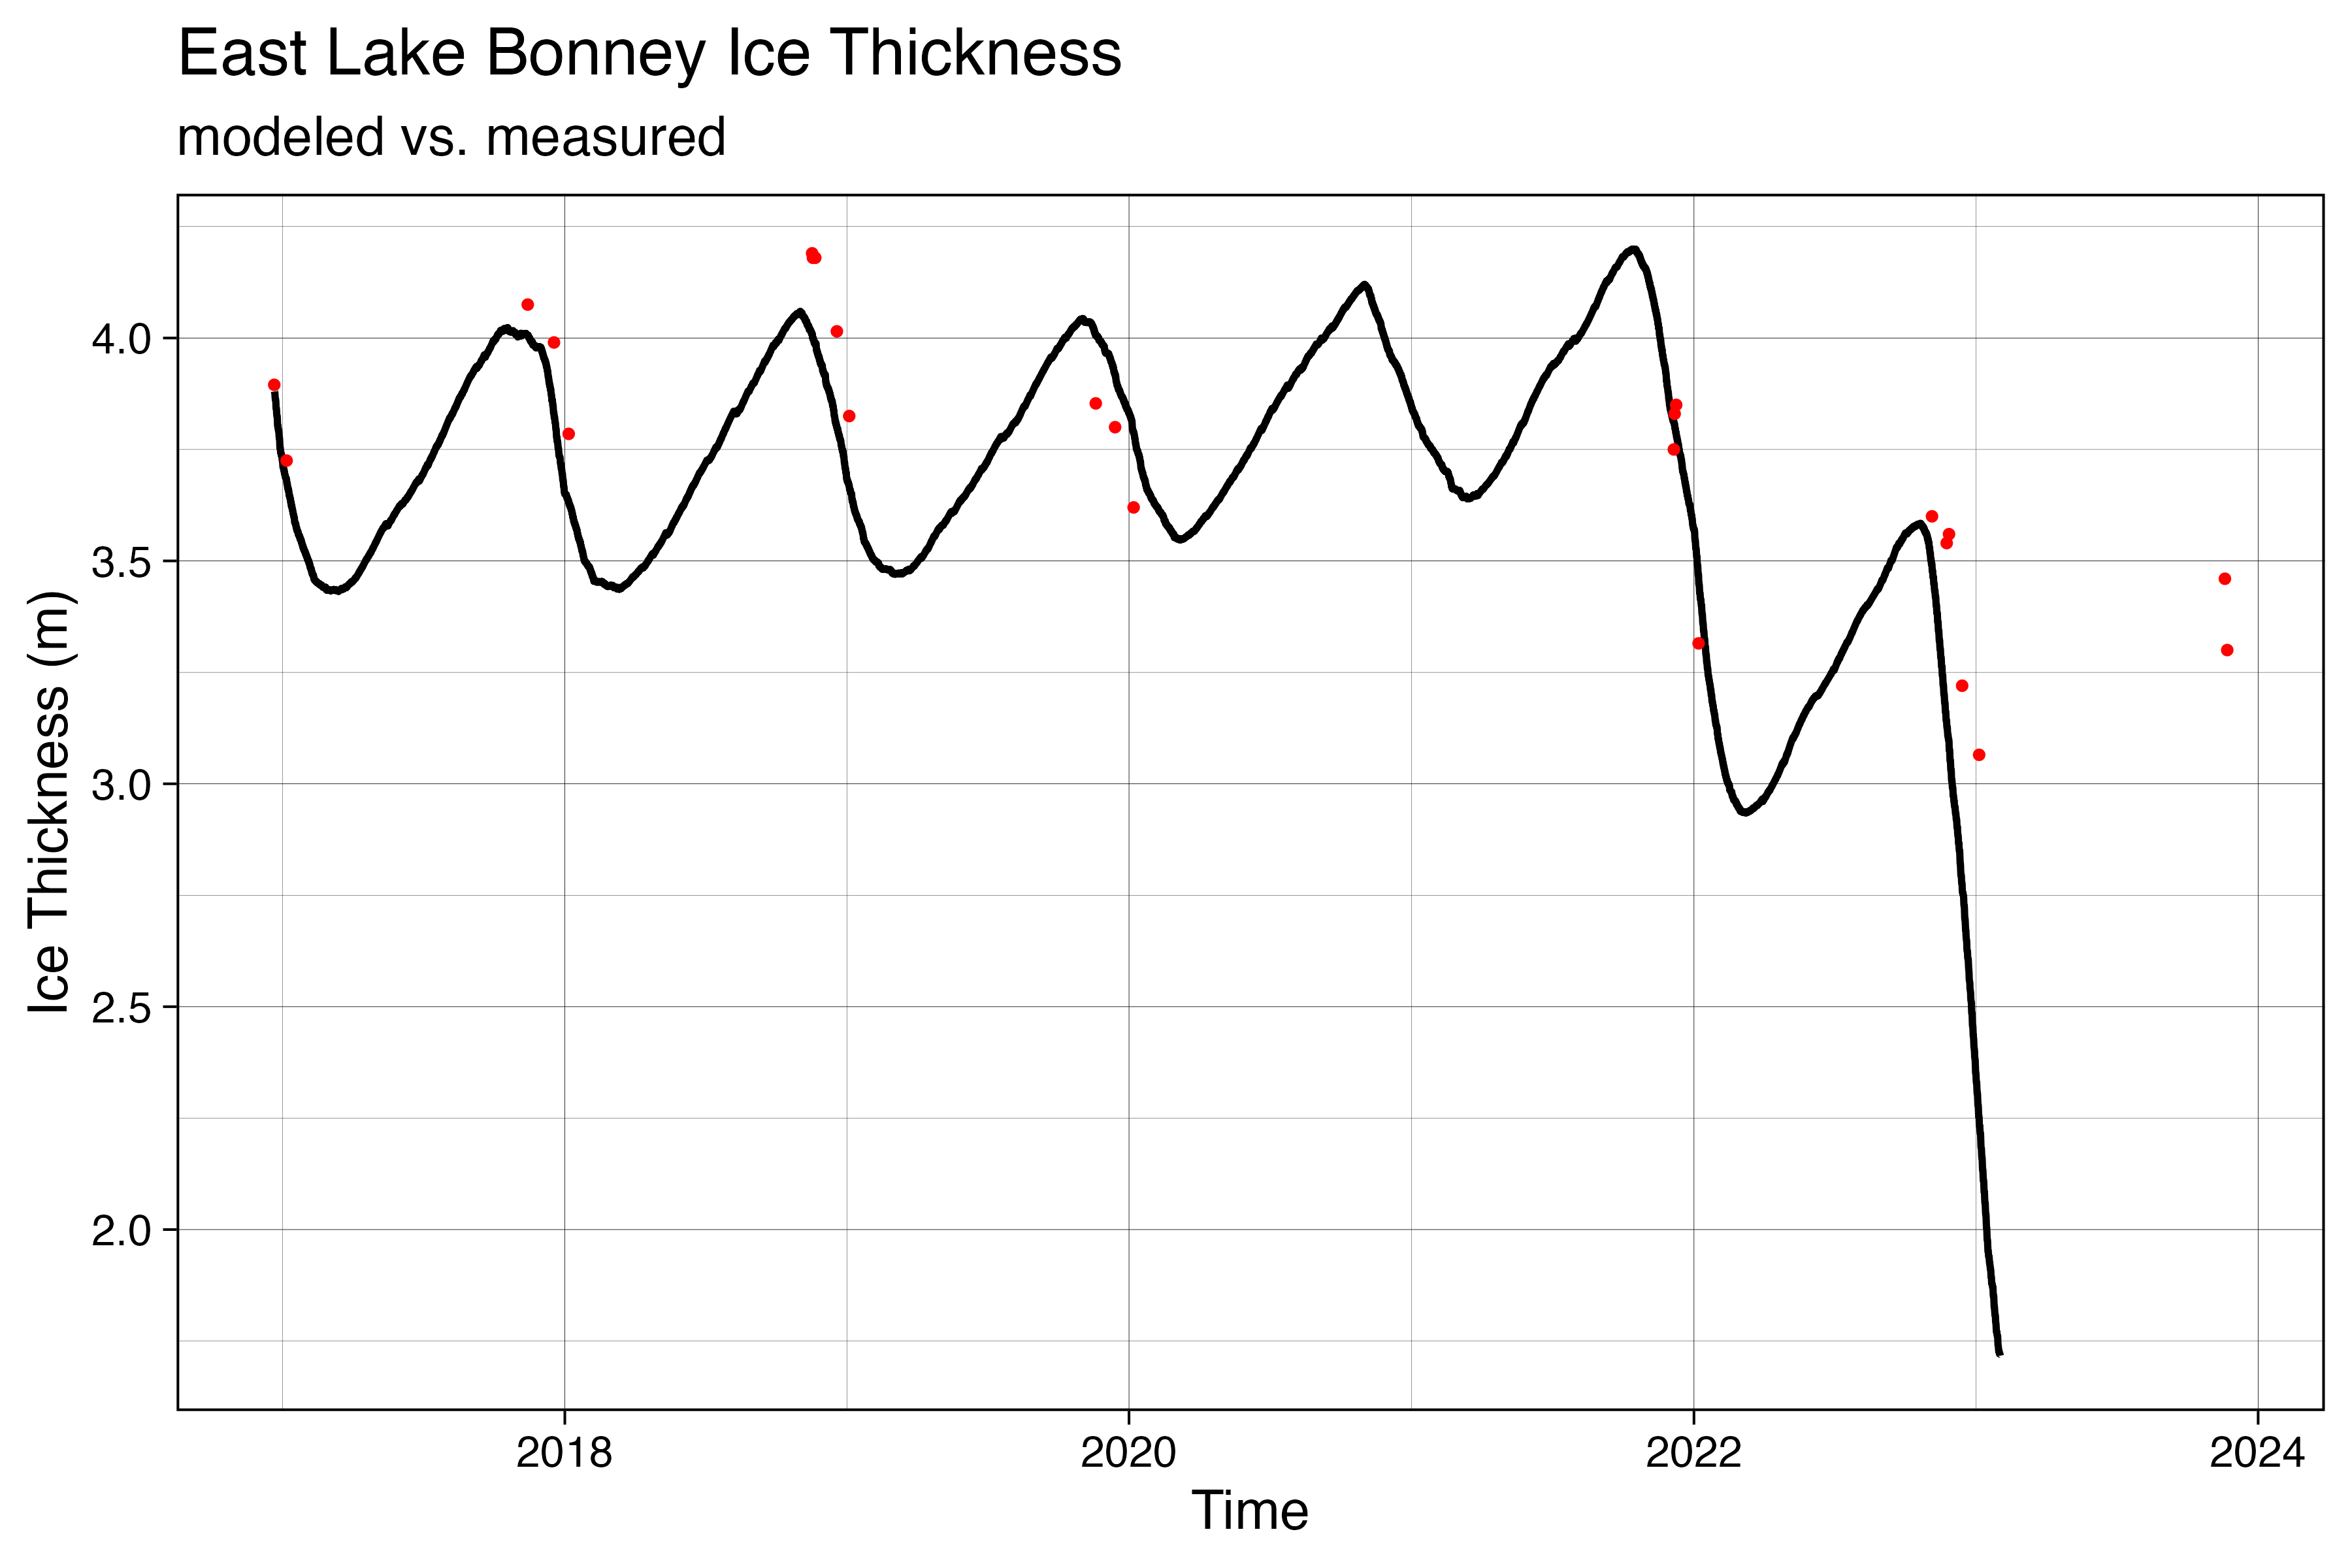 East Lake Bonney Ice Thickness
modeled vs. measured
Ice Thickness (m)
4.0
3.5
3.0
2.5
2.0
2018 2020 2022 2024
Time